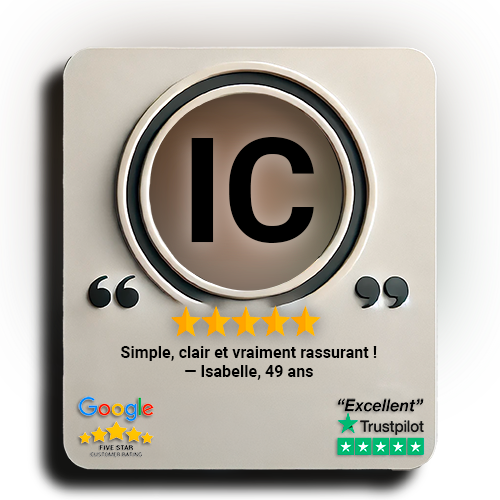 IC
“ ”
Simple, clair et vraiment rassurant !
— Isabelle, 49 ans
Google
FIVE STAR
CUSTOMER RATING
“Excellent”
Trustpilot